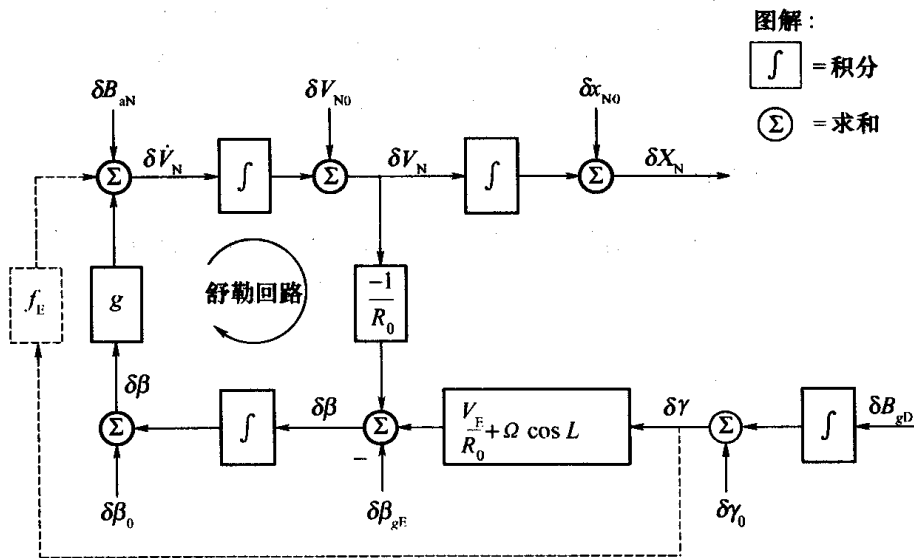 图解：
∫ =积分
Σ =求和
δB_aN
δV_N0
δx_N0
Σ
δV̇_N
∫
Σ
δV_N
∫
Σ
δX_N
f_E
g
舒勒回路
-1/R_0
δβ
Σ
∫
δβ
Σ
−
V_E/R_0 + Ω cos L
δγ
Σ
∫
δB_gD
δβ_0
δβ_gE
δγ_0